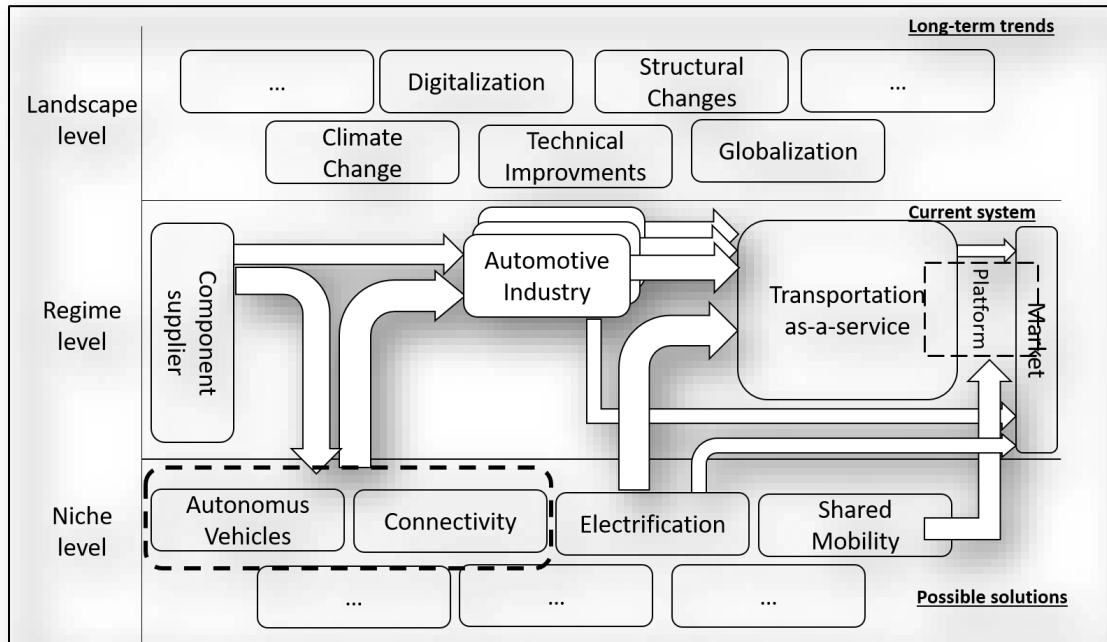 Long-term trends
Landscape
level
...
Digitalization
Structural
Changes
...
Climate
Change
Technical
Improvments
Globalization
Current system
Regime
level
Component
supplier
Automotive
Industry
Transportation
as-a-service
Platform
Market
Niche
level
Autonomus
Vehicles
Connectivity
Electrification
Shared
Mobility
...
...
...
Possible solutions